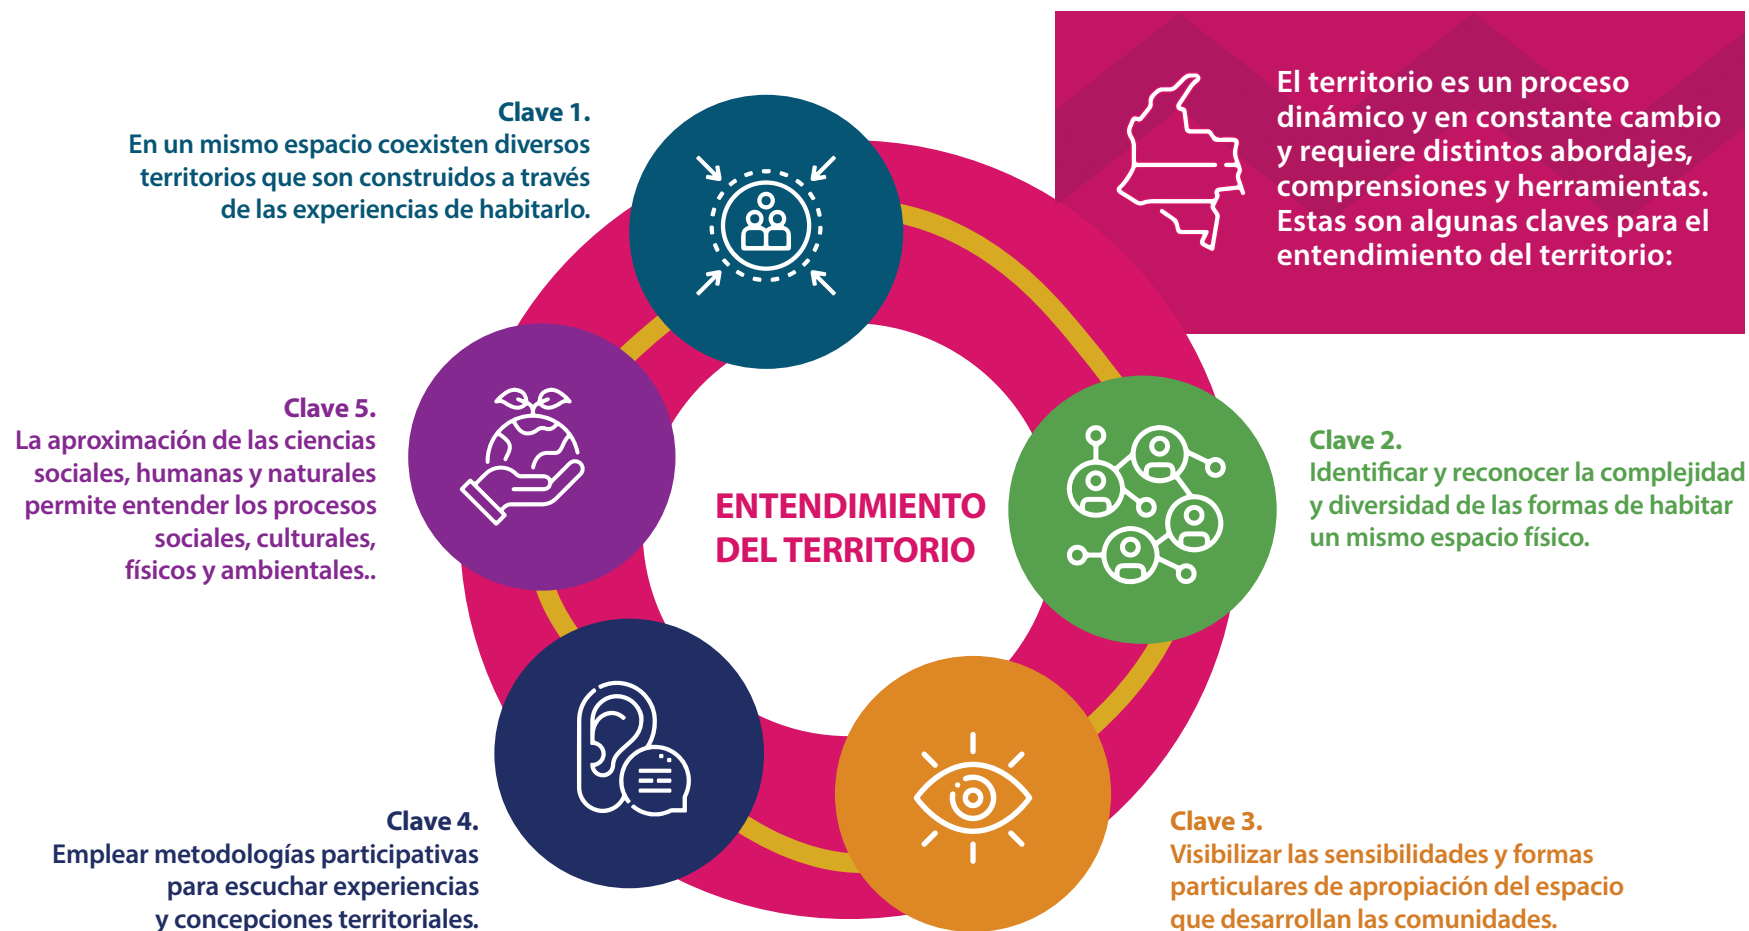 El territorio es un proceso
dinámico y en constante cambio
y requiere distintos abordajes,
comprensiones y herramientas.
Estas son algunas claves para el
entendimiento del territorio:
Clave 1.
En un mismo espacio coexisten diversos
territorios que son construidos a través
de las experiencias de habitarlo.
Clave 2.
Identificar y reconocer la complejidad
y diversidad de las formas de habitar
un mismo espacio físico.
Clave 3.
Visibilizar las sensibilidades y formas
particulares de apropiación del espacio
que desarrollan las comunidades.
Clave 4.
Emplear metodologías participativas
para escuchar experiencias
y concepciones territoriales.
Clave 5.
La aproximación de las ciencias
sociales, humanas y naturales
permite entender los procesos
sociales, culturales,
físicos y ambientales..
ENTENDIMIENTO
DEL TERRITORIO